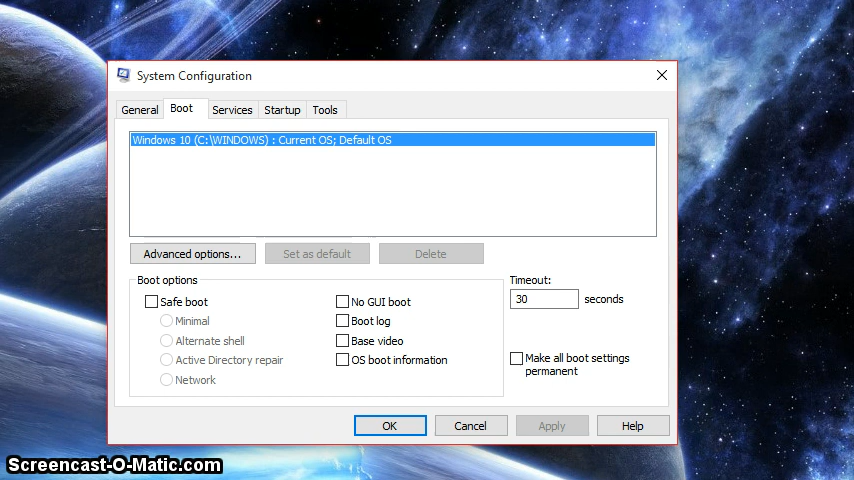 System Configuration
General Boot Services Startup Tools
Windows 10 (C:\WINDOWS) : Current OS; Default OS
Advanced options... Set as default Delete
Boot options
Timeout:
Safe boot No GUI boot 30 seconds
Minimal Boot log
Alternate shell Base video
Active Directory repair OS boot information Make all boot settings
permanent
Network
OK Cancel Apply Help
Screencast-O-Matic.com